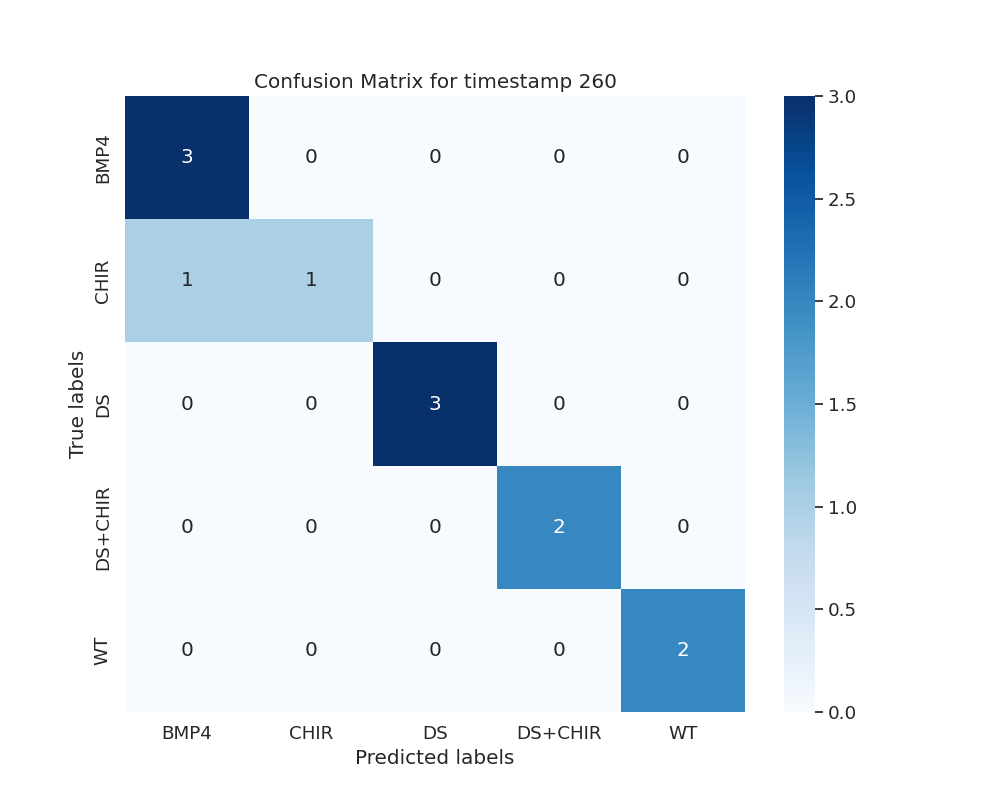 Confusion Matrix for timestamp 260
True labels
BMP4 3 0 0 0 0
CHIR 1 1 0 0 0
DS 0 0 3 0 0
DS+CHIR 0 0 0 2 0
WT 0 0 0 0 2
BMP4 CHIR DS DS+CHIR WT
Predicted labels
3.0
2.5
2.0
1.5
1.0
0.5
0.0